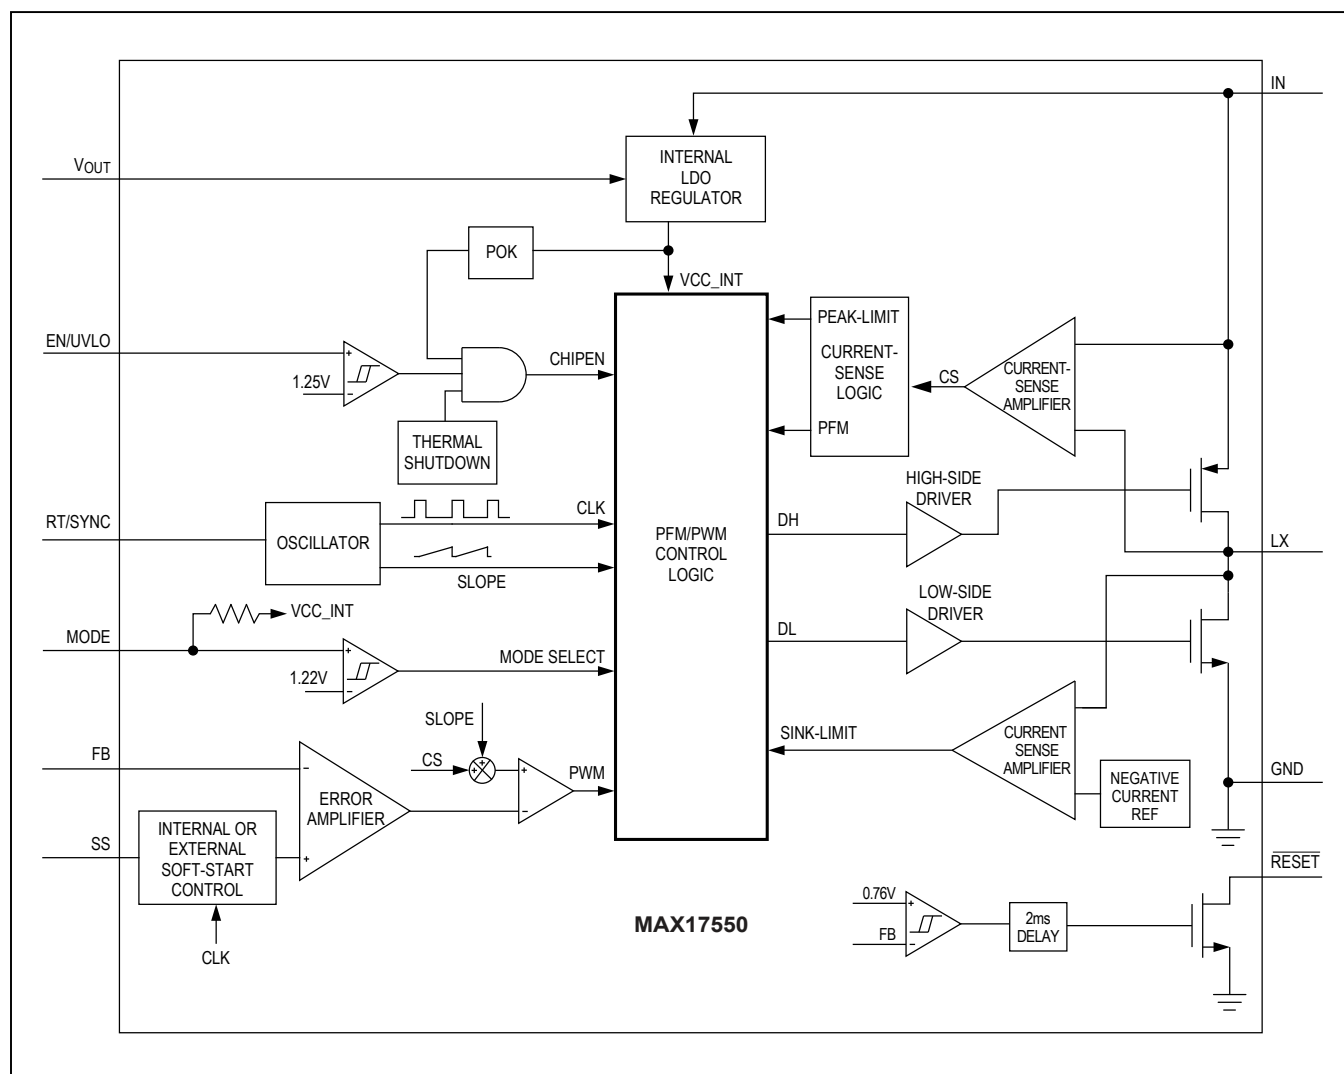 IN
INTERNAL
LDO
REGULATOR
VOUT
POK
VCC_INT
EN/UVLO
+
1.25V
−
CHIPEN
THERMAL
SHUTDOWN
PEAK-LIMIT
CURRENT-
SENSE
LOGIC
PFM
CS
CURRENT-
SENSE
AMPLIFIER
RT/SYNC
OSCILLATOR
CLK
SLOPE
PFM/PWM
CONTROL
LOGIC
HIGH-SIDE
DRIVER
DH
LX
VCC_INT
MODE
+
1.22V
−
MODE SELECT
LOW-SIDE
DRIVER
DL
SLOPE
CS
+
+
+
−
PWM
FB
−
ERROR
AMPLIFIER
+
SS
INTERNAL OR
EXTERNAL
SOFT-START
CONTROL
CLK
SINK-LIMIT
CURRENT
SENSE
AMPLIFIER
NEGATIVE
CURRENT
REF
GND
RESET
0.76V
+
FB
−
2ms
DELAY
MAX17550